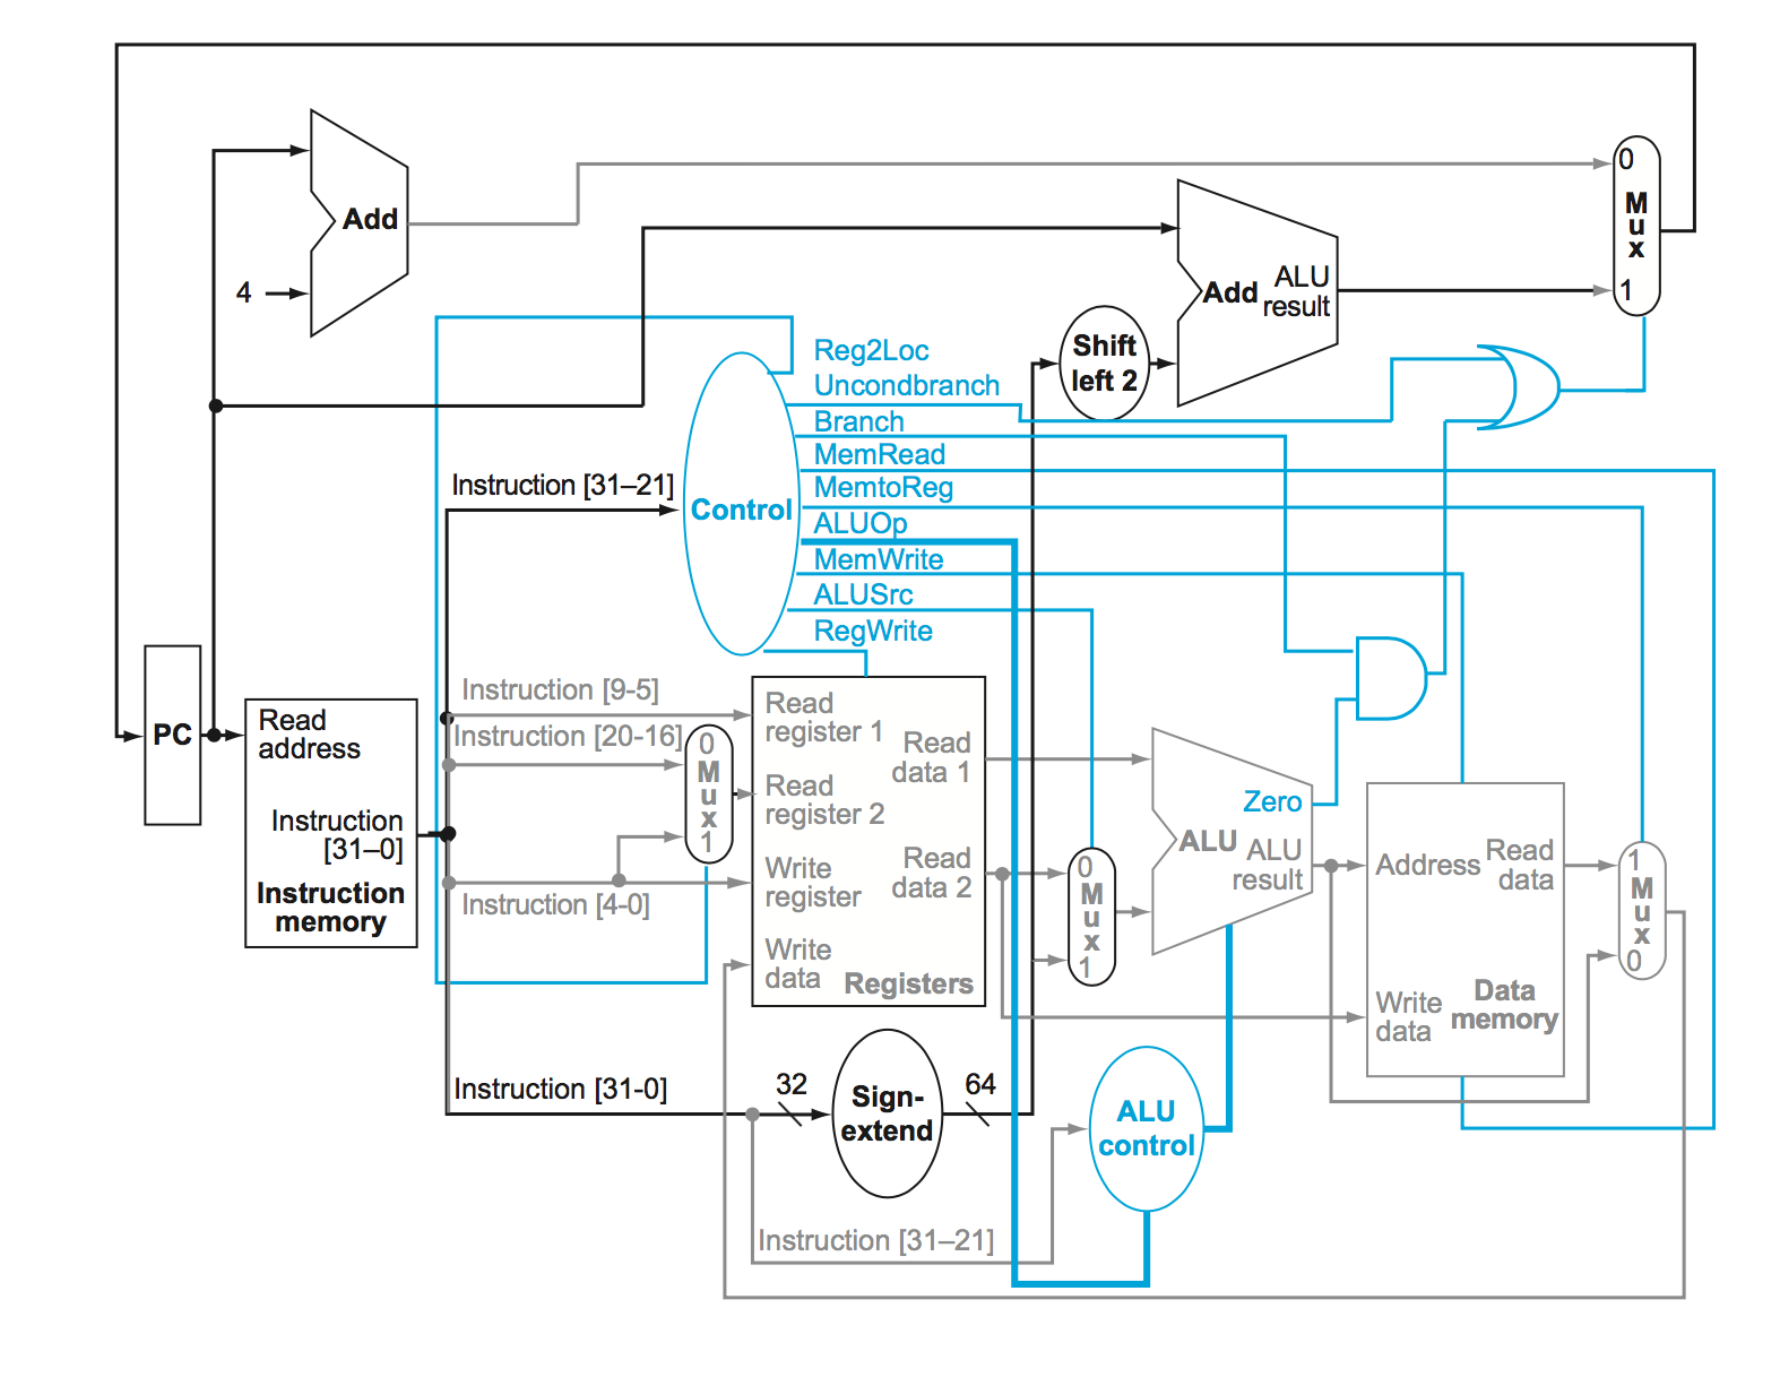 0
M
u
x
1
Add
4
Add
ALU
result
Shift
left 2
Reg2Loc
Uncondbranch
Branch
MemRead
MemtoReg
ALUOp
MemWrite
ALUSrc
RegWrite
Control
Instruction [31–21]
PC
Read
address
Instruction
[31–0]
Instruction
memory
Instruction [9-5]
Instruction [20-16]
Instruction [4-0]
0
M
u
x
1
Read
register 1
Read
register 2
Write
register
Write
data
Read
data 1
Read
data 2
Registers
0
M
u
x
1
Zero
ALU
ALU
result
Address
Read
data
Write
data
Data
memory
1
M
u
x
0
Instruction [31-0]
32
Sign-
extend
64
ALU
control
Instruction [31–21]